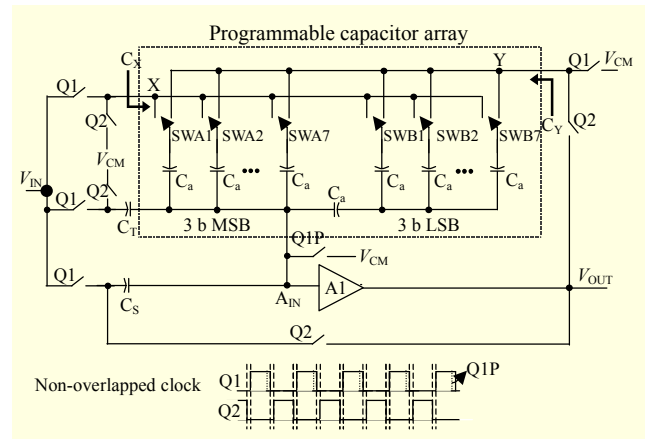 Programmable capacitor array
C_X
X
Y
Q1
V_CM
Q1
Q2
SWA1
SWA2
SWA7
SWB1
SWB2
SWB7
C_Y
Q2
V_CM
V_IN
C_a
C_a
•••
C_a
C_a
C_a
•••
C_a
Q1
Q2
C_a
C_T
3 b MSB
3 b LSB
Q1P
V_CM
Q1
C_S
A_IN
A1
V_OUT
Q2
Non-overlapped clock
Q1
Q1P
Q2